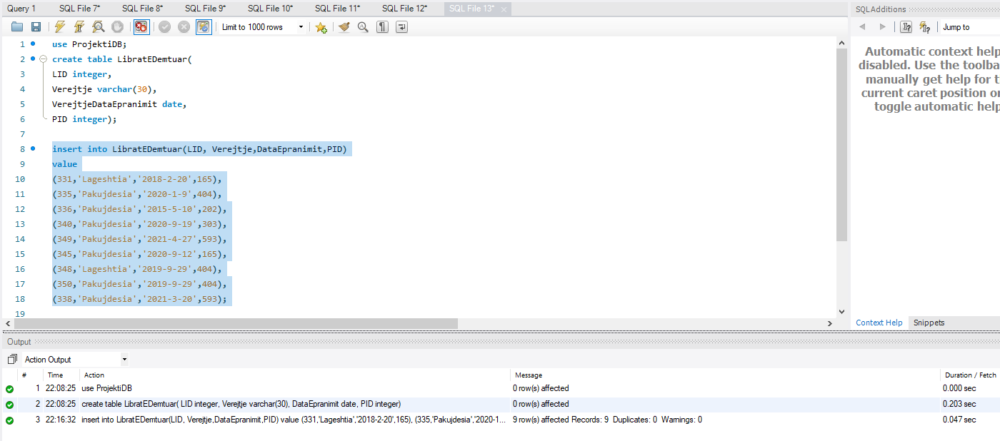 Query 1 SQL File 7* SQL File 8* SQL File 9* SQL File 10* SQL File 11* SQL File 12* SQL File 13*
SQLAdditions
Limit to 1000 rows
Jump to
1 use ProjektiDB;
2 create table LibratEDemtuar(
3 LID integer,
4 Verejtje varchar(30),
5 VerejtjeDataEpranimit date,
6 PID integer);
7
8 insert into LibratEDemtuar(LID, Verejtje,DataEpranimit,PID)
9 value
10 (331,'Lageshtia','2018-2-20',165),
11 (335,'Pakujdesia','2020-1-9',404),
12 (336,'Pakujdesia','2015-5-10',202),
13 (340,'Pakujdesia','2020-9-19',303),
14 (349,'Pakujdesia','2021-4-27',593),
15 (345,'Pakujdesia','2020-9-12',165),
16 (348,'Lageshtia','2019-9-29',404),
17 (350,'Pakujdesia','2019-9-29',404),
18 (338,'Pakujdesia','2021-3-20',593);
19
Automatic context help
disabled. Use the toolba
manually get help for t
current caret position or
toggle automatic help
Context Help Snippets
Output
Action Output
# Time Action Message Duration / Fetch
1 22:08:25 use ProjektiDB 0 row(s) affected 0.000 sec
2 22:08:25 create table LibratEDemtuar( LID integer, Verejtje varchar(30), DataEpranimit date, PID integer) 0 row(s) affected 0.203 sec
3 22:16:32 insert into LibratEDemtuar(LID, Verejtje,DataEpranimit,PID) value (331,'Lageshtia','2018-2-20',165), (335,'Pakujdesia','2020-1... 9 row(s) affected Records: 9 Duplicates: 0 Warnings: 0 0.047 sec